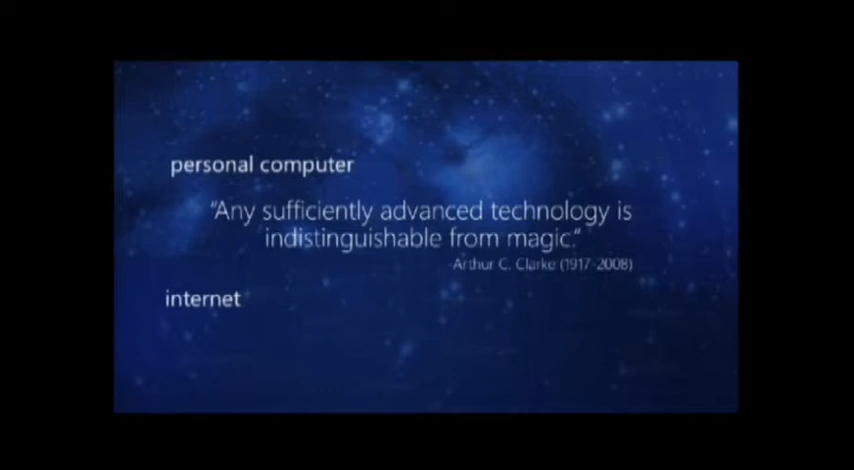 personal computer
"Any sufficiently advanced technology is
indistinguishable from magic."
-Arthur C. Clarke (1917-2008)
internet